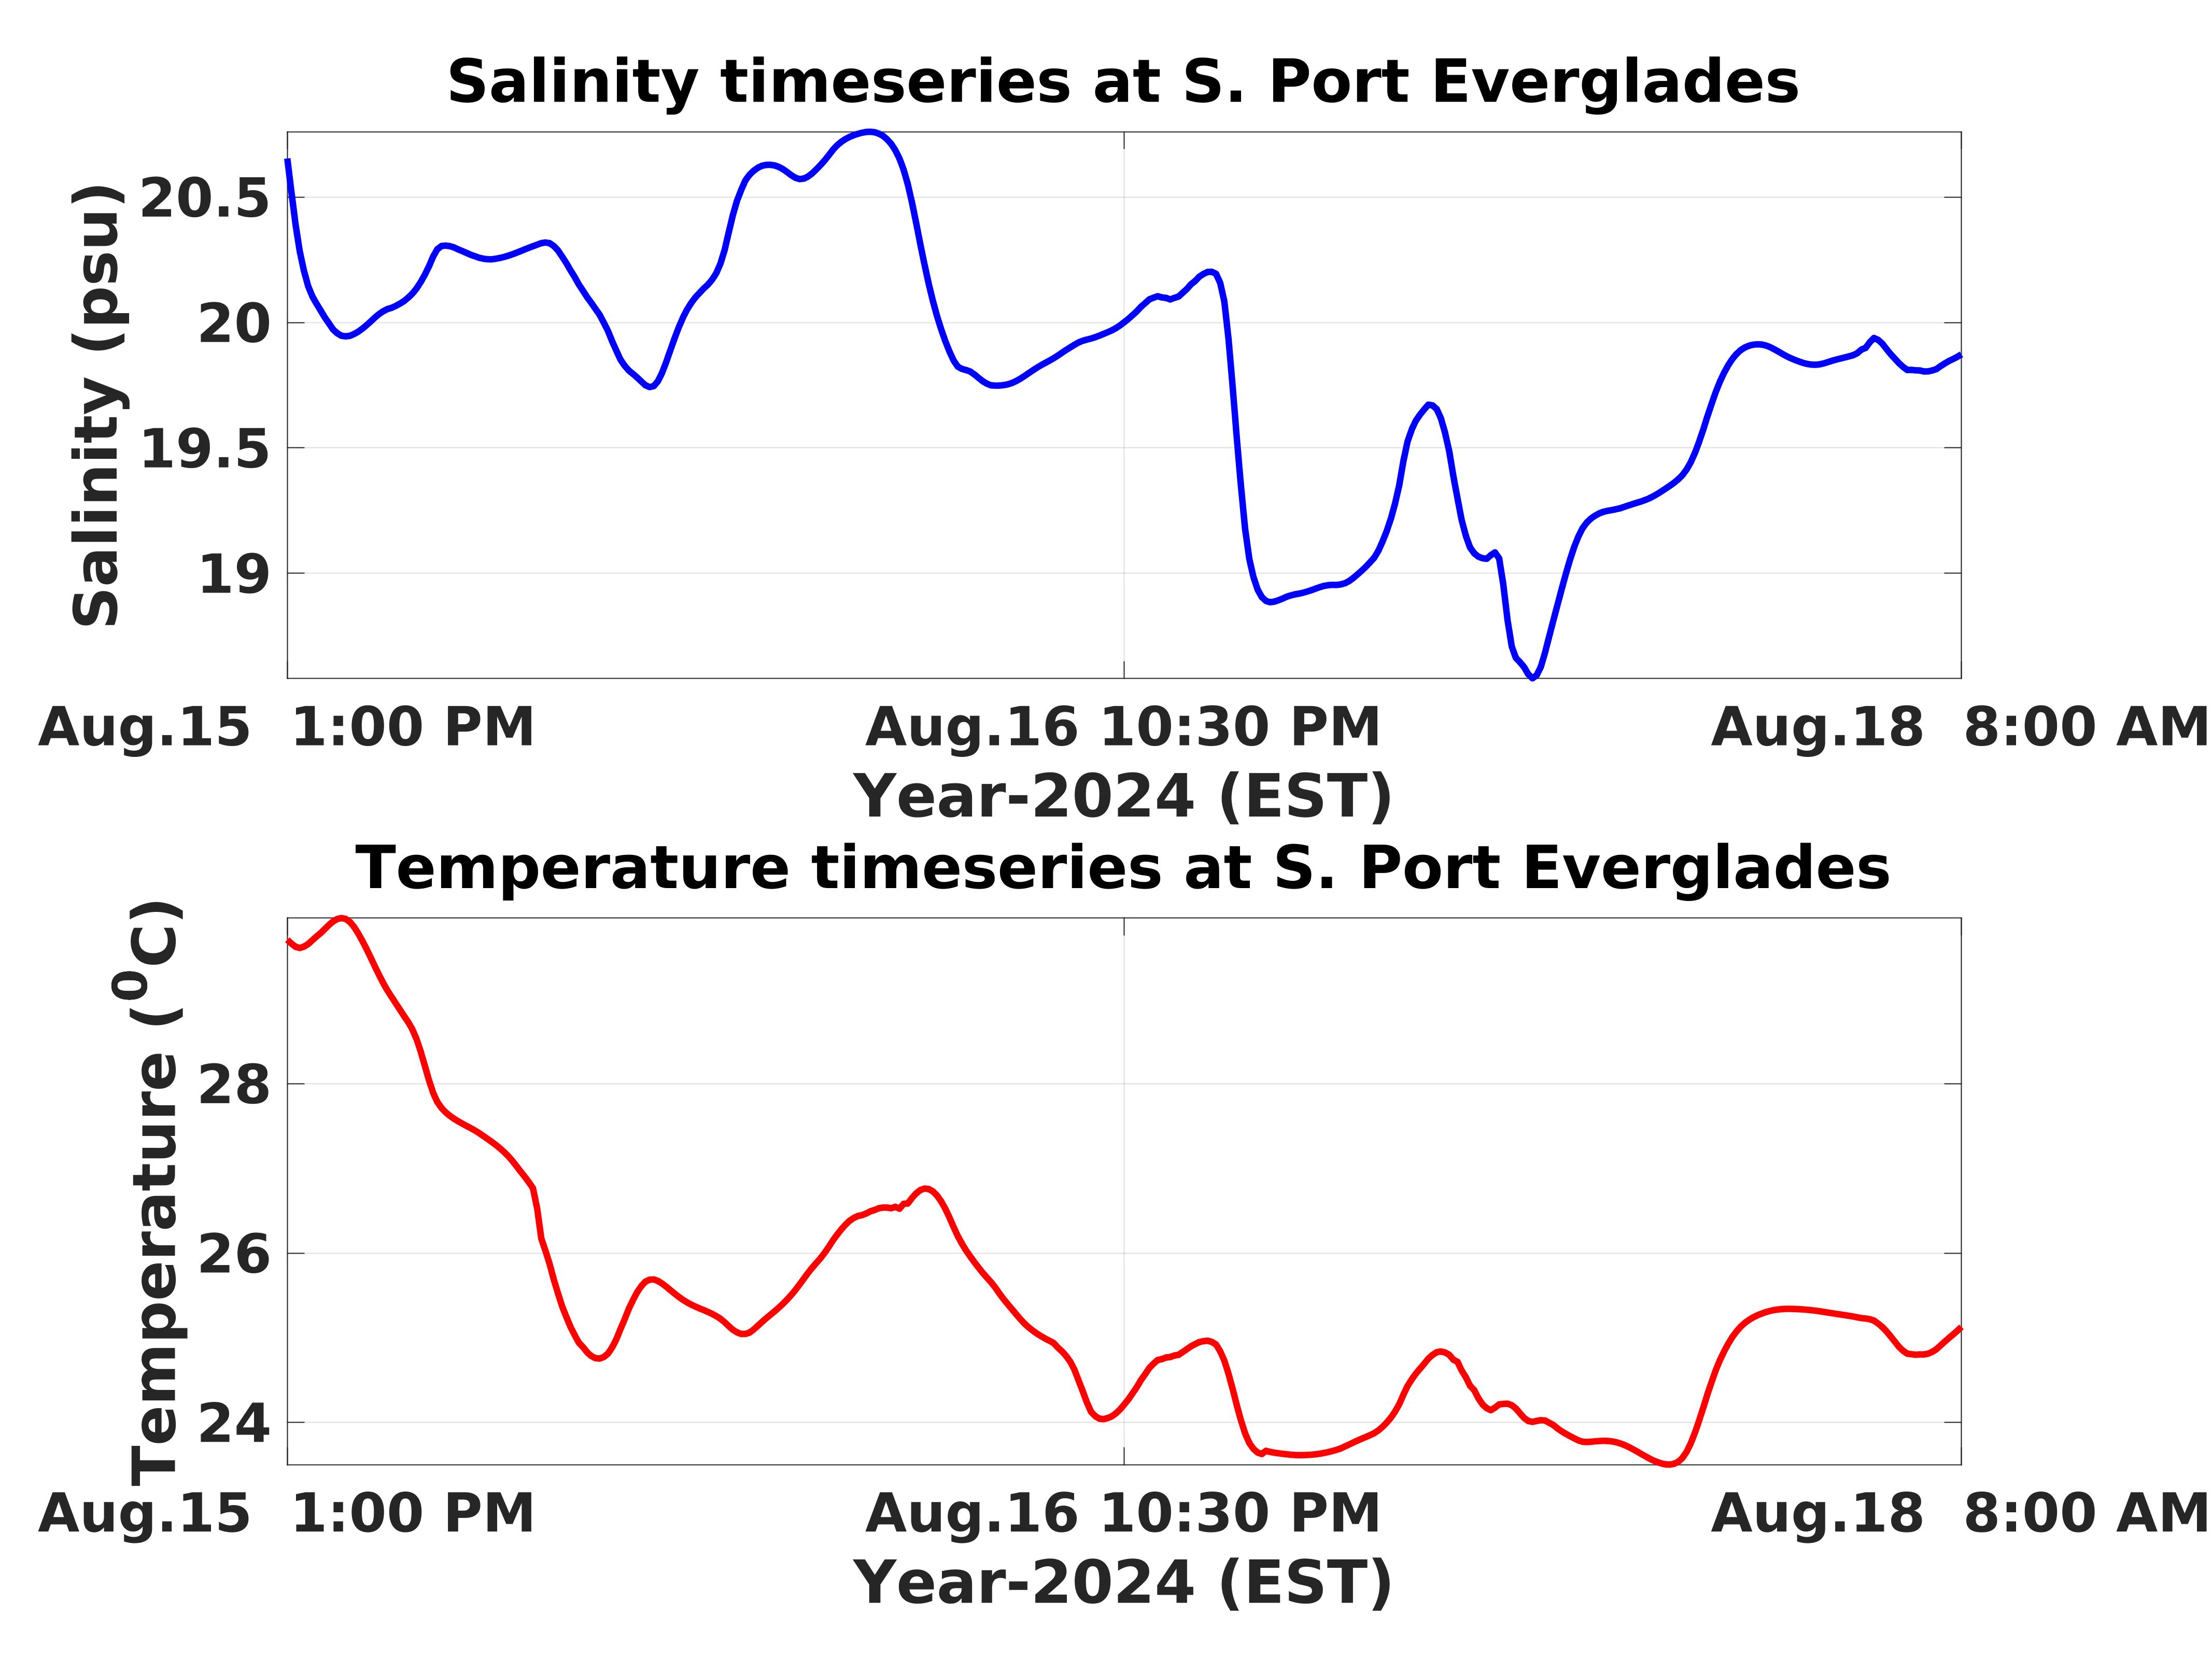 Salinity timeseries at S. Port Everglades
Salinity (psu)
20.5
20
19.5
19
Aug.15  1:00 PM
Aug.16 10:30 PM
Aug.18  8:00 AM
Year-2024 (EST)
Temperature timeseries at S. Port Everglades
Temperature (⁰C)
28
26
24
Aug.15  1:00 PM
Aug.16 10:30 PM
Aug.18  8:00 AM
Year-2024 (EST)